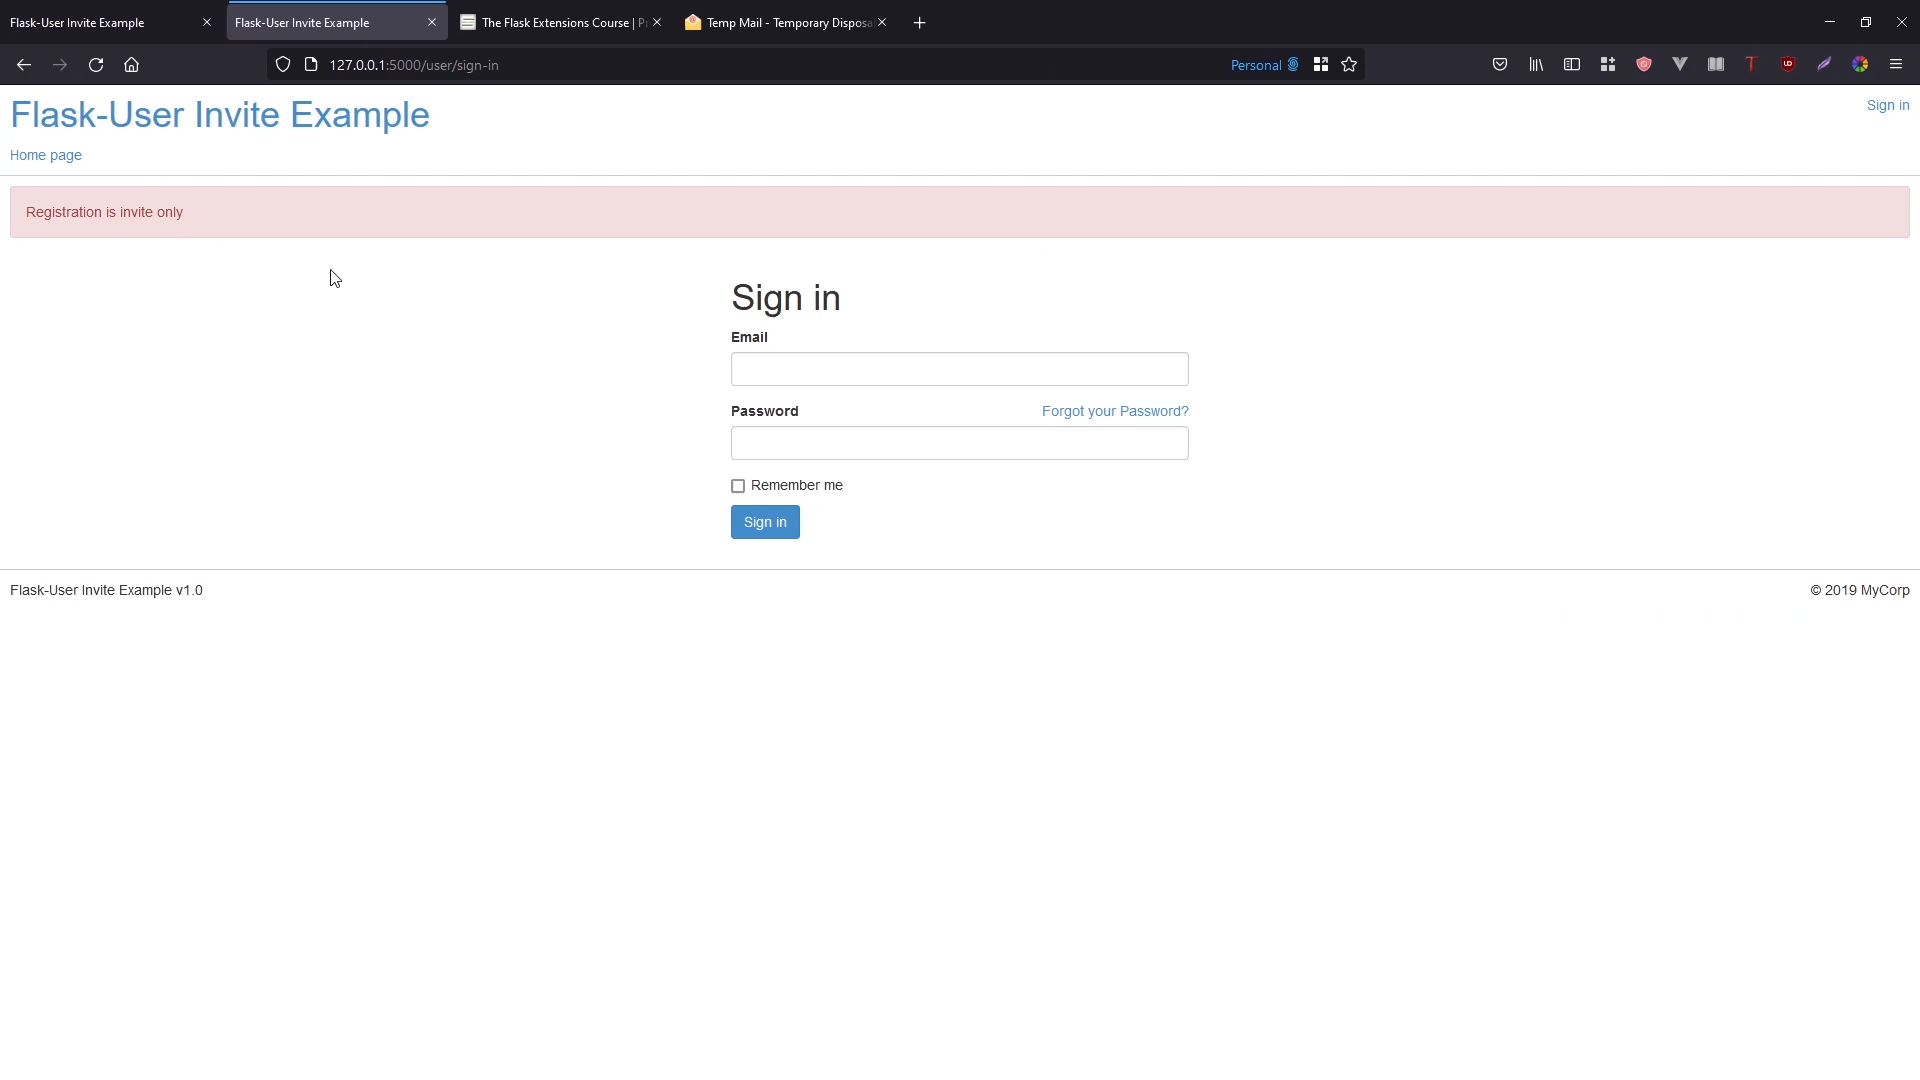 Flask-User Invite Example
Flask-User Invite Example
The Flask Extensions Course | P
Temp Mail - Temporary Disposa
127.0.0.1:5000/user/sign-in
Personal
Flask-User Invite Example
Sign in
Home page
Registration is invite only
Sign in
Email
Password
Forgot your Password?
Remember me
Sign in
Flask-User Invite Example v1.0
© 2019 MyCorp